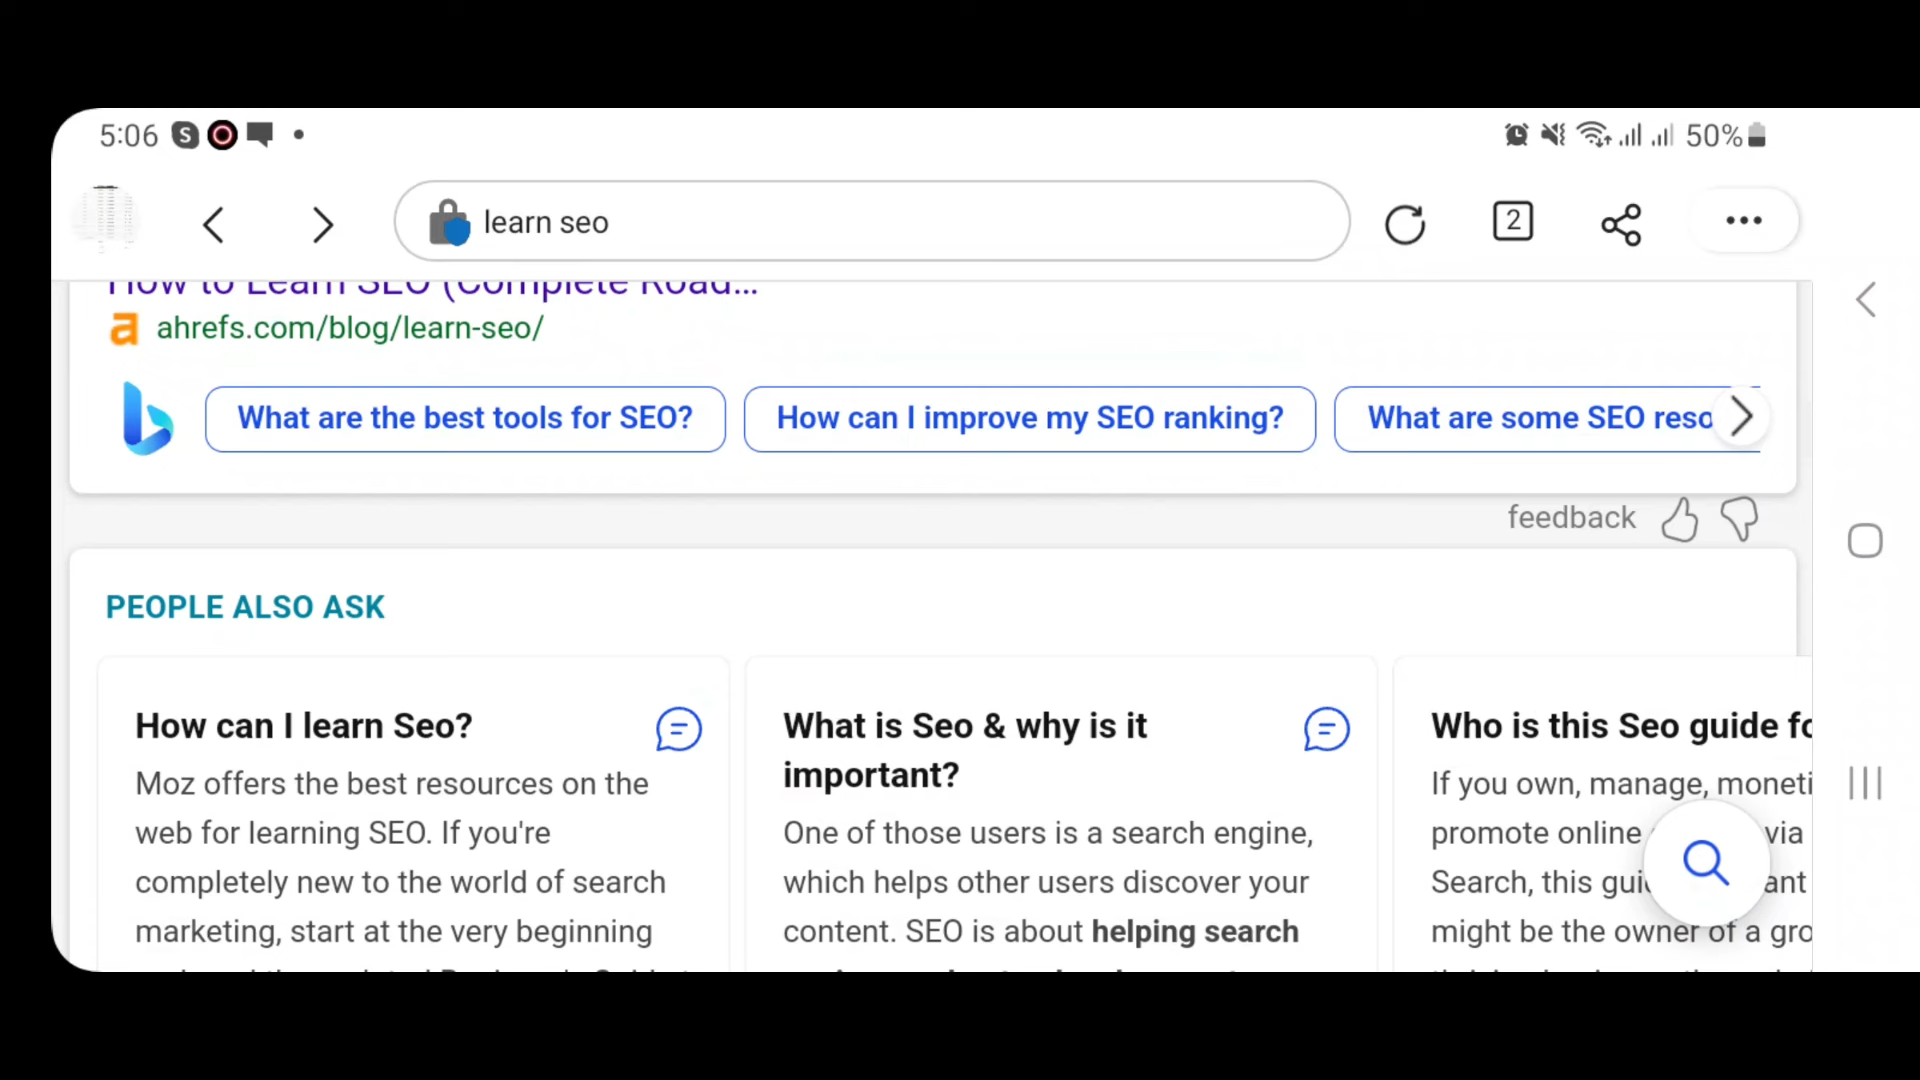 5:06
50%
learn seo
2
How to Learn SEO (Complete Road...
ahrefs.com/blog/learn-seo/
What are the best tools for SEO?
How can I improve my SEO ranking?
What are some SEO reso
feedback
PEOPLE ALSO ASK
How can I learn Seo?
Moz offers the best resources on the
web for learning SEO. If you're
completely new to the world of search
marketing, start at the very beginning
What is Seo & why is it
important?
One of those users is a search engine,
which helps other users discover your
content. SEO is about helping search
Who is this Seo guide fo
If you own, manage, moneti
promote online via
Search, this gui ant
might be the owner of a gro